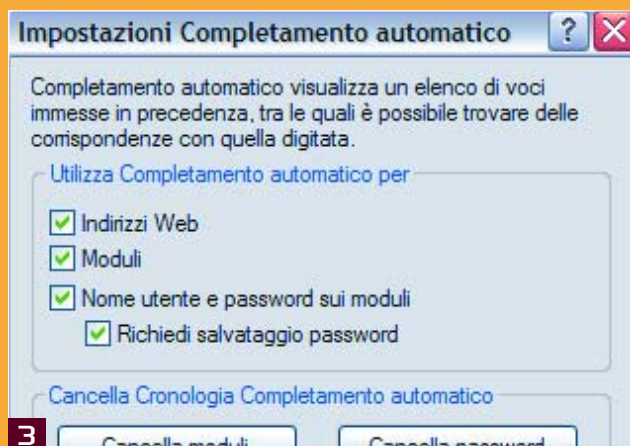 Impostazioni Completamento automatico
Completamento automatico visualizza un elenco di voci
immesse in precedenza, tra le quali è possibile trovare delle
corrispondenze con quella digitata.
Utilizza Completamento automatico per
Indirizzi Web
Moduli
Nome utente e password sui moduli
Richiedi salvataggio password
Cancella Cronologia Completamento automatico
3
Cancella moduli
Cancella password